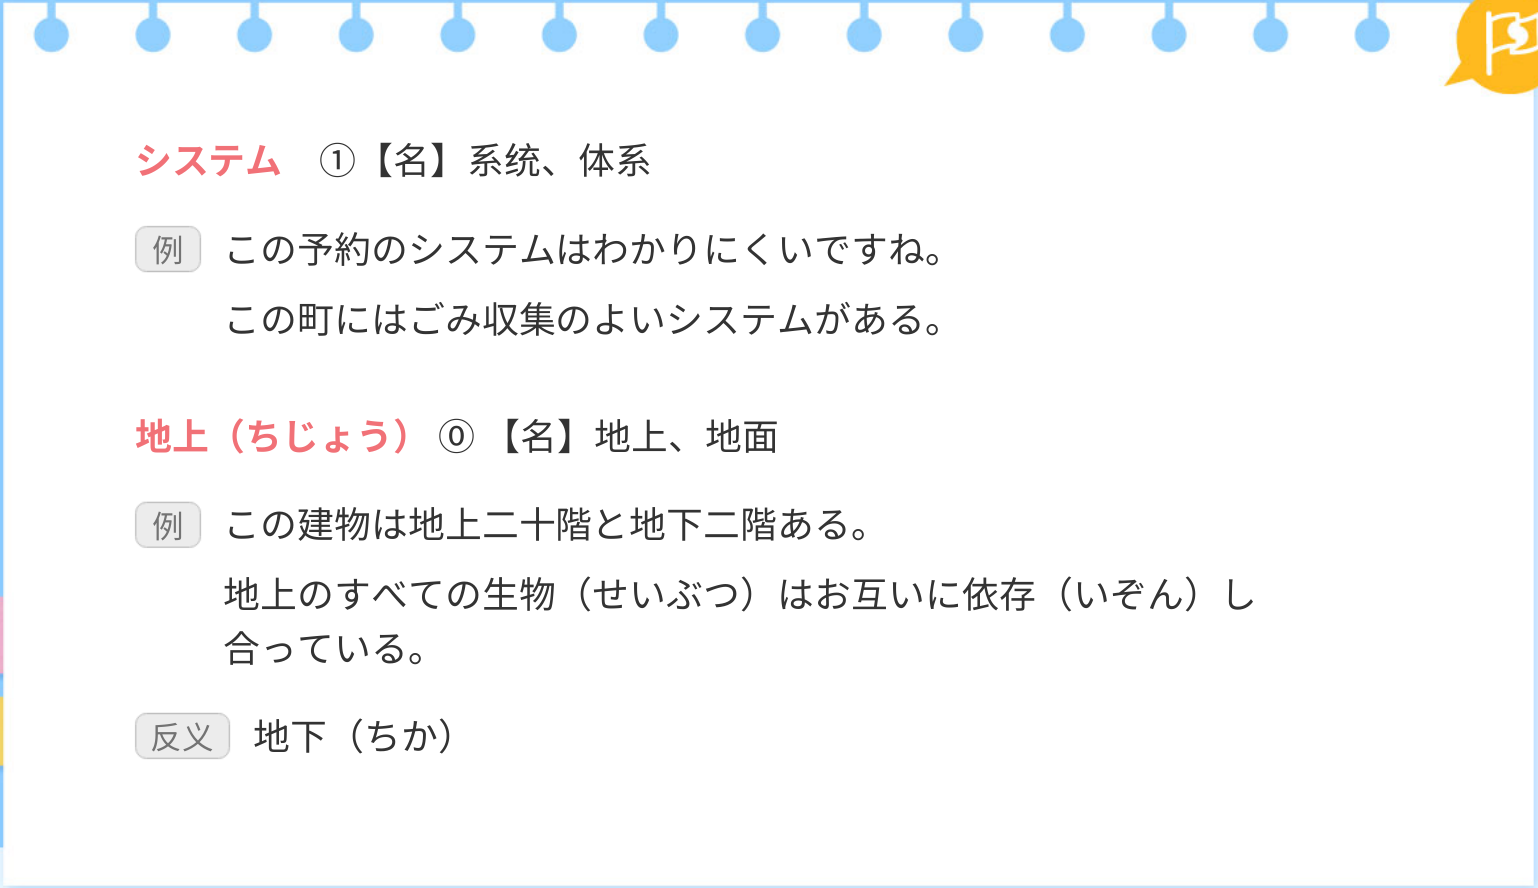 システム ①【名】系统、体系
例 この予約のシステムはわかりにくいですね。
この町にはごみ収集のよいシステムがある。
地上（ちじょう） ⓪ 【名】地上、地面
例 この建物は地上二十階と地下二階ある。
地上のすべての生物（せいぶつ）はお互いに依存（いぞん）し
合っている。
反义 地下（ちか）